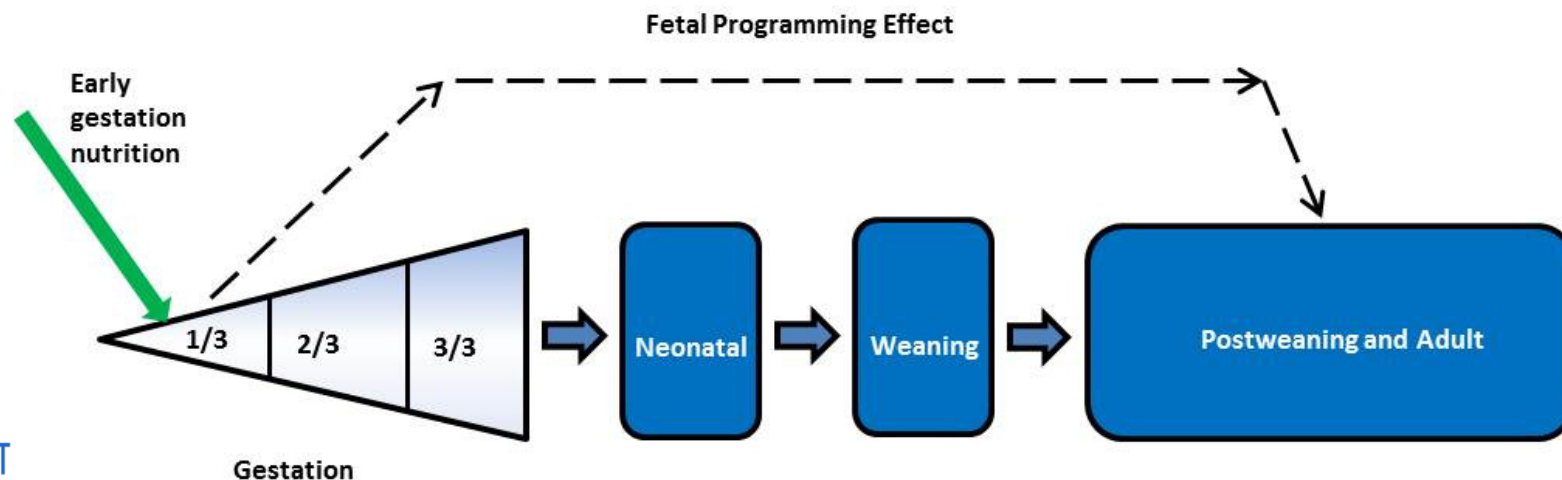 Fetal Programming Effect
Early
gestation
nutrition
1/3
2/3
3/3
Neonatal
Weaning
Postweaning and Adult
T
Gestation